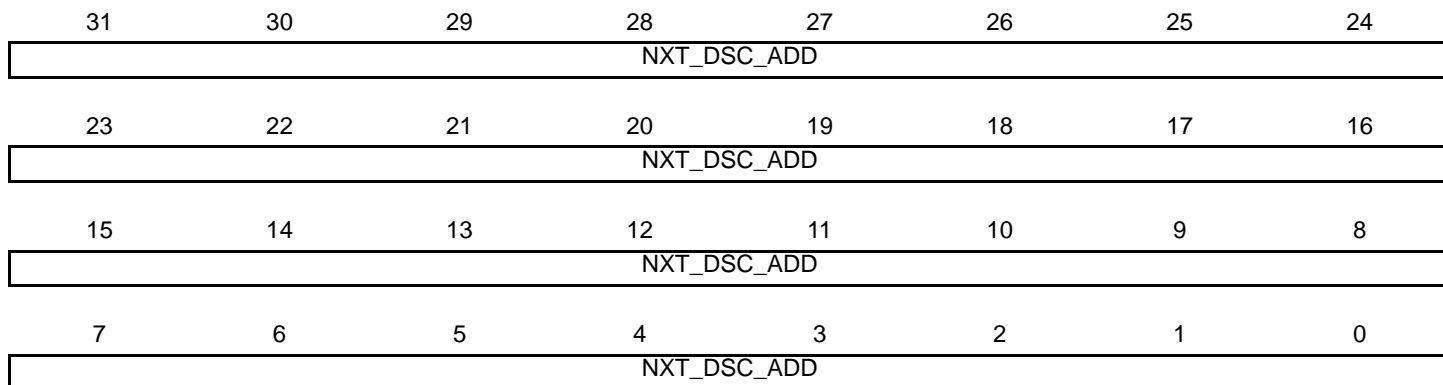 31 30 29 28 27 26 25 24
NXT_DSC_ADD
23 22 21 20 19 18 17 16
NXT_DSC_ADD
15 14 13 12 11 10 9 8
NXT_DSC_ADD
7 6 5 4 3 2 1 0
NXT_DSC_ADD